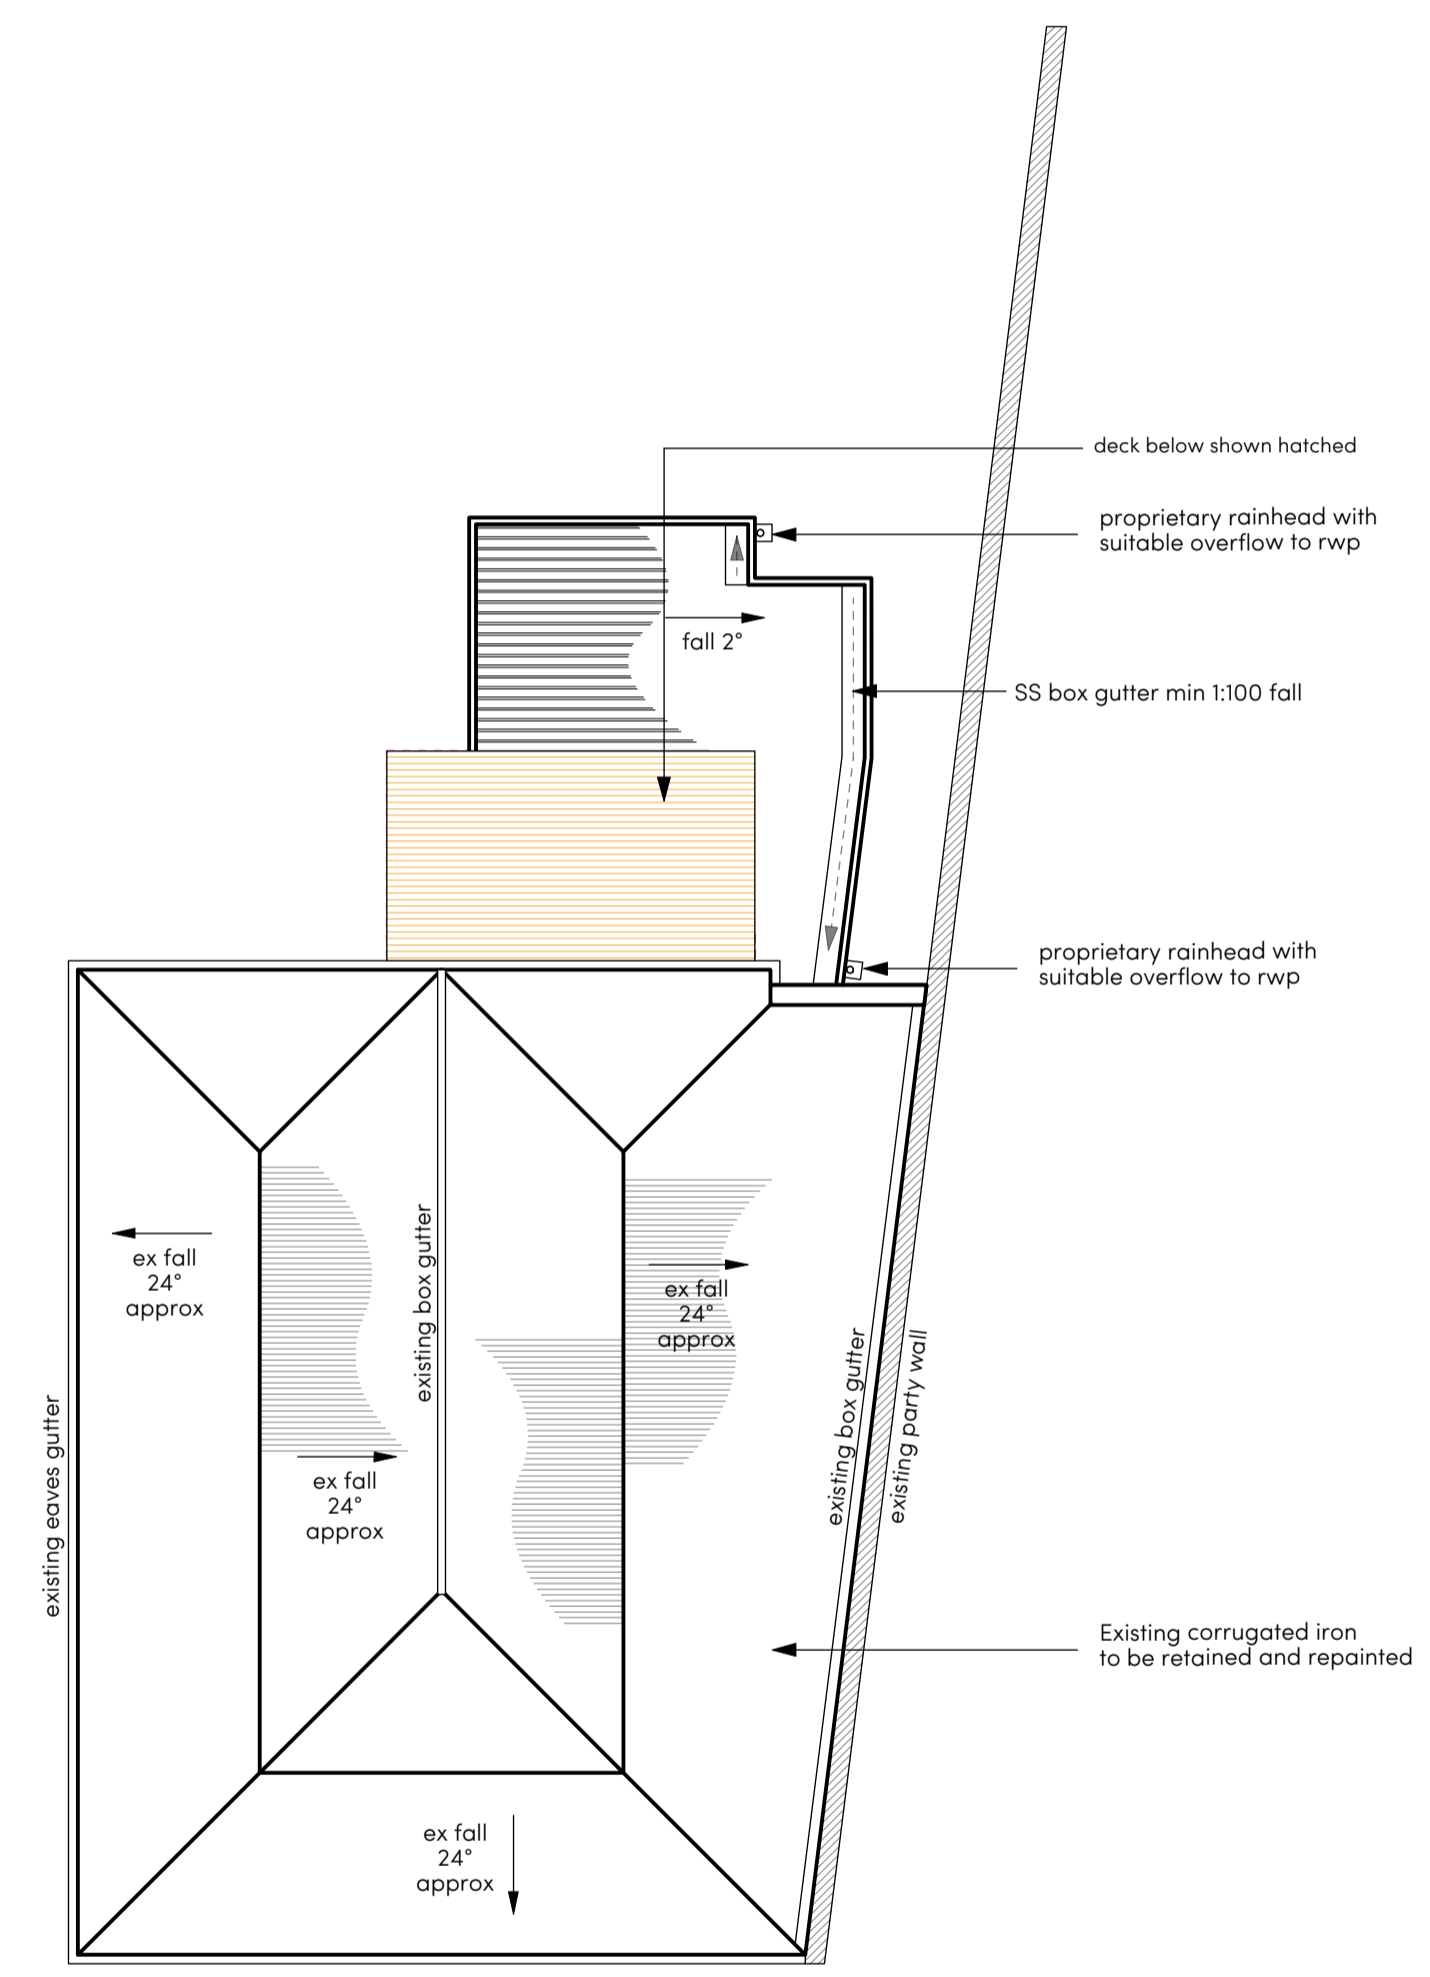 deck below shown hatched
proprietary rainhead with
suitable overflow to rwp
fall 2°
SS box gutter min 1:100 fall
proprietary rainhead with
suitable overflow to rwp
ex fall
24°
approx
existing box gutter
ex fall
24°
approx
existing box gutter
existing party wall
existing eaves gutter
ex fall
24°
approx
Existing corrugated iron
to be retained and repainted
ex fall
24°
approx